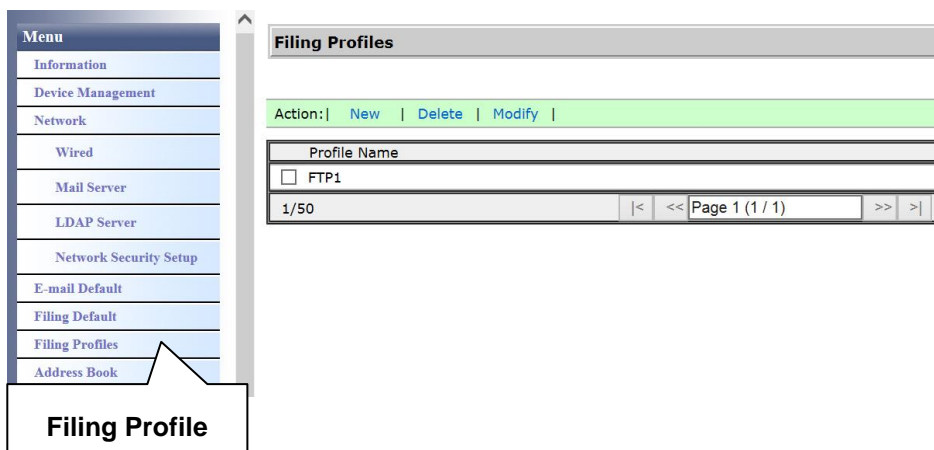 Menu
Information
Device Management
Network
Wired
Mail Server
LDAP Server
Network Security Setup
E-mail Default
Filing Default
Filing Profiles
Address Book
Filing Profile
Filing Profiles
Action:| New | Delete | Modify |
Profile Name
FTP1
1/50 |< << Page 1 (1 / 1) >> >|